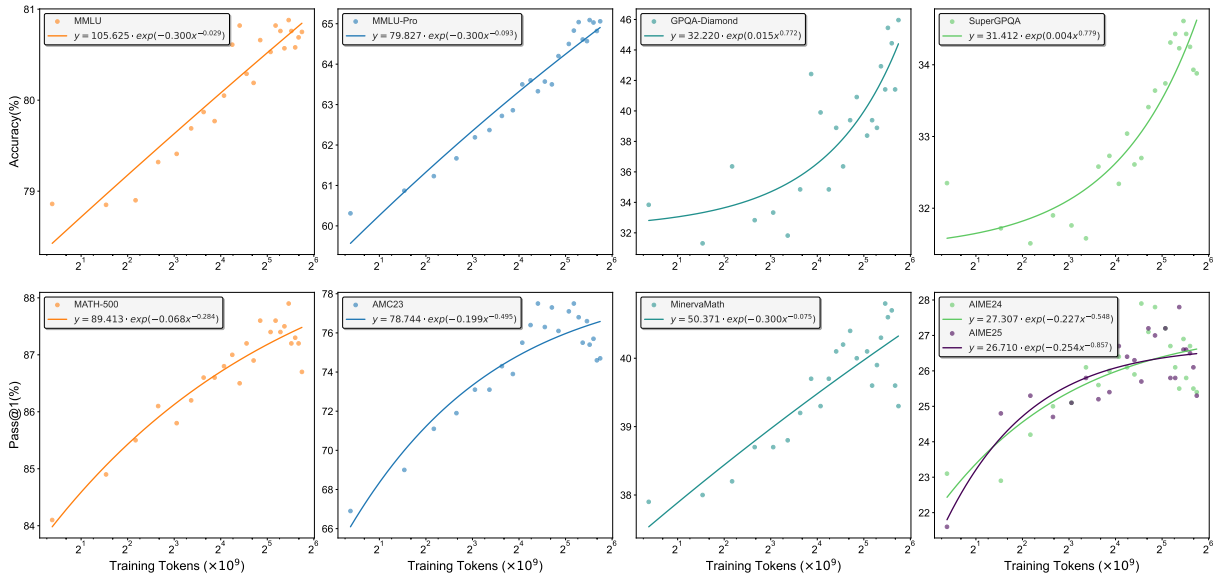 MMLU
y = 105.625 · exp(−0.300x^−0.029)
81
80
79
Accuracy(%)
2^1 2^2 2^3 2^4 2^5 2^6
MMLU-Pro
y = 79.827 · exp(−0.300x^−0.093)
65
64
63
62
61
60
2^1 2^2 2^3 2^4 2^5 2^6
GPQA-Diamond
y = 32.220 · exp(0.015x^0.772)
46
44
42
40
38
36
34
32
2^1 2^2 2^3 2^4 2^5 2^6
SuperGPQA
y = 31.412 · exp(0.004x^0.779)
34
33
32
2^1 2^2 2^3 2^4 2^5 2^6
MATH-500
y = 89.413 · exp(−0.068x^−0.284)
88
87
86
85
84
Pass@1(%)
2^1 2^2 2^3 2^4 2^5 2^6
Training Tokens (×10^9)
AMC23
y = 78.744 · exp(−0.199x^−0.495)
78
76
74
72
70
68
66
2^1 2^2 2^3 2^4 2^5 2^6
Training Tokens (×10^9)
MinervaMath
y = 50.371 · exp(−0.300x^−0.075)
40
39
38
2^1 2^2 2^3 2^4 2^5 2^6
Training Tokens (×10^9)
AIME24
y = 27.307 · exp(−0.227x^−0.548)
AIME25
y = 26.710 · exp(−0.254x^−0.857)
28
27
26
25
24
23
22
2^1 2^2 2^3 2^4 2^5 2^6
Training Tokens (×10^9)